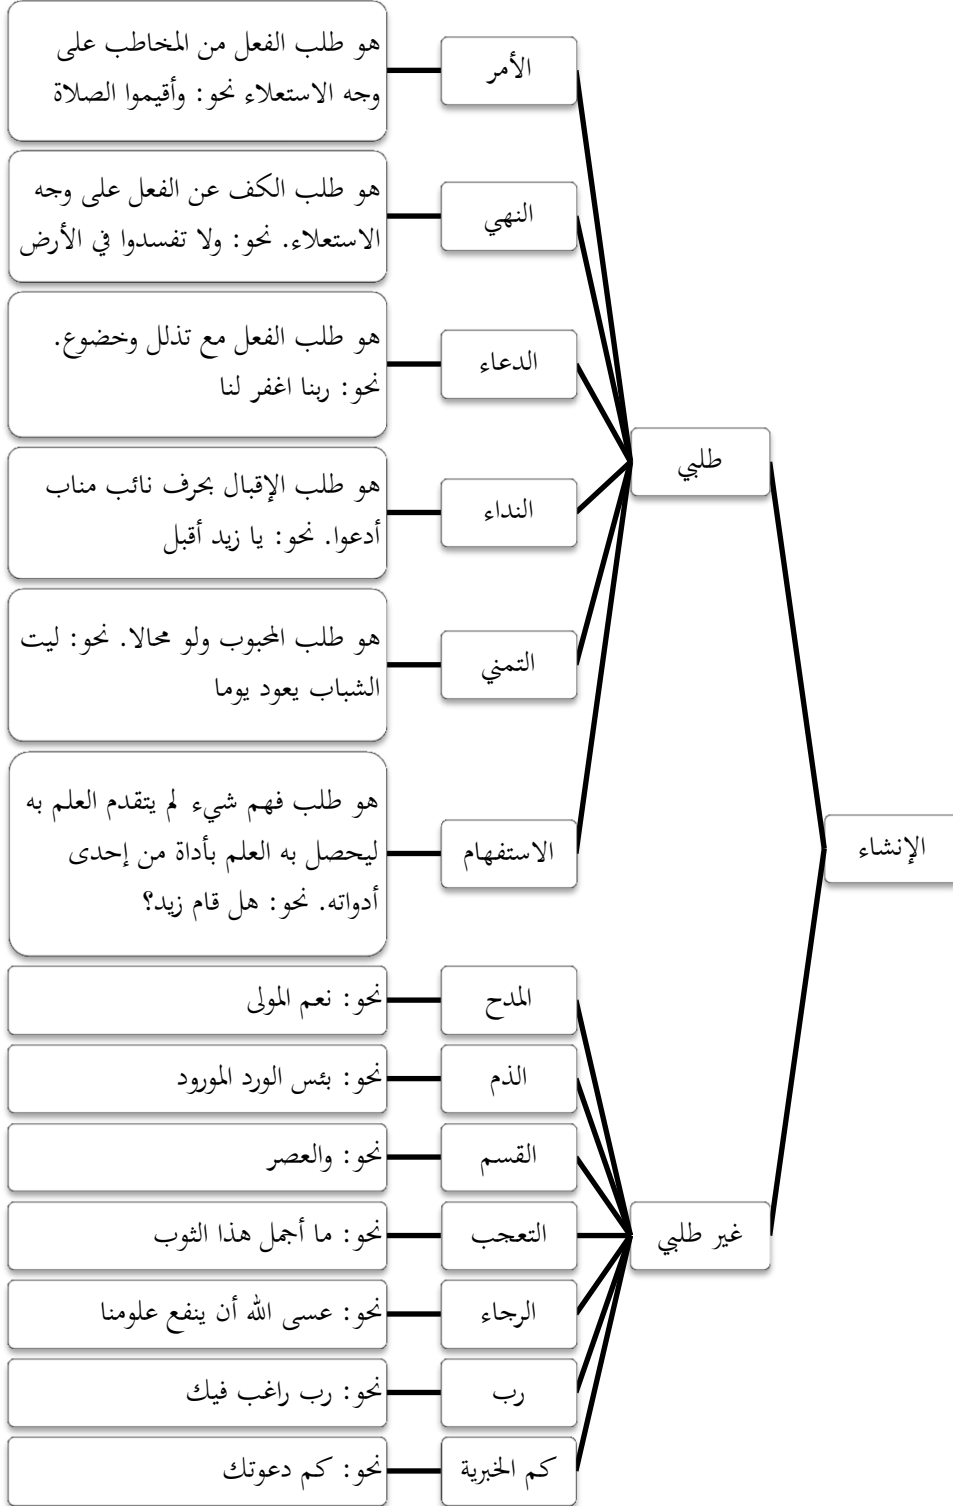 الإنشاء
طلبي
الأمر
هو طلب الفعل من المخاطب على
وجه الاستعلاء نحو: وأقيموا الصلاة
النهي
هو طلب الكف عن الفعل على وجه
الاستعلاء. نحو: ولا تفسدوا في الأرض
الدعاء
هو طلب الفعل مع تذلل وخضوع.
نحو: ربنا اغفر لنا
النداء
هو طلب الإقبال بحرف نائب مناب
أدعوا. نحو: يا زيد أقبل
التمني
هو طلب المحبوب ولو محالا. نحو: ليت
الشباب يعود يوما
الاستفهام
هو طلب فهم شيء لم يتقدم العلم به
ليحصل به العلم بأداة من إحدى
أدواته. نحو: هل قام زيد؟
غير طلبي
المدح
نحو: نعم المولى
الذم
نحو: بئس الورد المورود
القسم
نحو: والعصر
التعجب
نحو: ما أجمل هذا الثوب
الرجاء
نحو: عسى الله أن ينفع علومنا
رب
نحو: رب راغب فيك
كم الخبرية
نحو: كم دعوتك